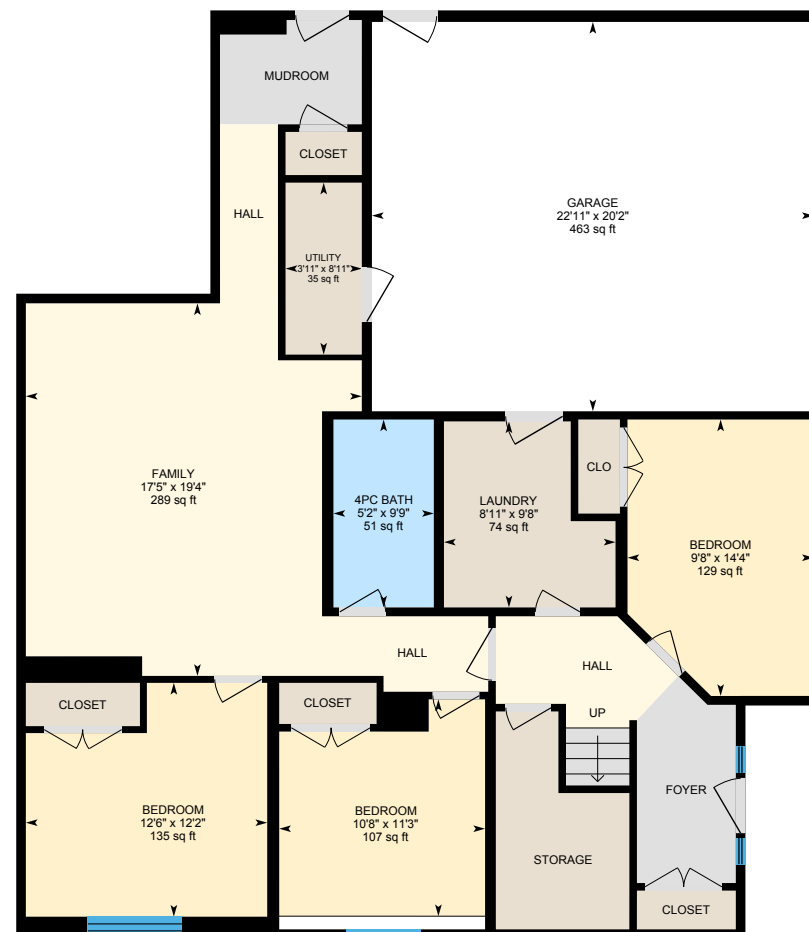 MUDROOM
CLOSET
HALL
UTILITY
3'11" x 8'11"
35 sq ft
GARAGE
22'11" x 20'2"
463 sq ft
FAMILY
17'5" x 19'4"
289 sq ft
4PC BATH
5'2" x 9'9"
51 sq ft
LAUNDRY
8'11" x 9'8"
74 sq ft
CLO
BEDROOM
9'8" x 14'4"
129 sq ft
HALL
HALL
UP
CLOSET
CLOSET
BEDROOM
12'6" x 12'2"
135 sq ft
BEDROOM
10'8" x 11'3"
107 sq ft
STORAGE
FOYER
CLOSET